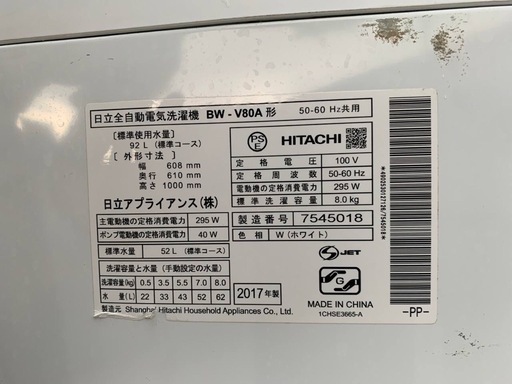 日立全自動電気洗濯機 BW - V80A 形 50-60 Hz共用
[標準使用水量]
92 L (標準コース)
[外形寸法]
幅 608 mm
奥行 610 mm
高さ 1000 mm
日立アプライアンス(株)
主電動機の定格消費電力 295 W
ポンプ電動機の定格消費電力 40 W
標準水量 52 L (標準コース)
洗濯容量と水量 (手動設定の水量)
洗濯容量(kg) 0.5 3.5 5.5 7.0 8.0
水量(L) 22 33 43 52 62
製造元 Shanghai Hitachi Household Appliances Co., Ltd.
PS
E
HITACHI
定格電圧 100 V
定格周波数 50-60 Hz
定格消費電力 295 W
標準洗濯容量 8.0 kg
製造番号 7545018
色相 W (ホワイト)
2017年製
S-JET
G
MADE IN CHINA
1CHSE3665-A
-PP-